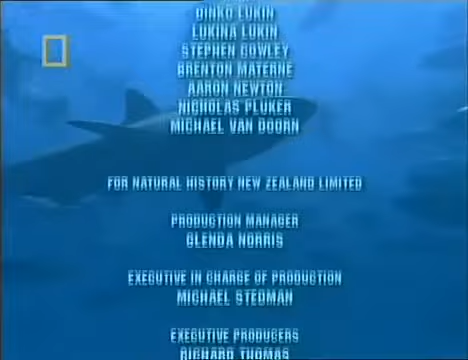 DINKO LUKIN
LUKINA LUKIN
STEPHEN COWLEY
BRENTON MATERNE
AARON NEWTON
NICHOLAS PLUKER
MICHAEL VAN DOORN
FOR NATURAL HISTORY NEW ZEALAND LIMITED
PRODUCTION MANAGER
GLENDA NORRIS
EXECUTIVE IN CHARGE OF PRODUCTION
MICHAEL STEDMAN
EXECUTIVE PRODUCERS
RICHARD THOMAS